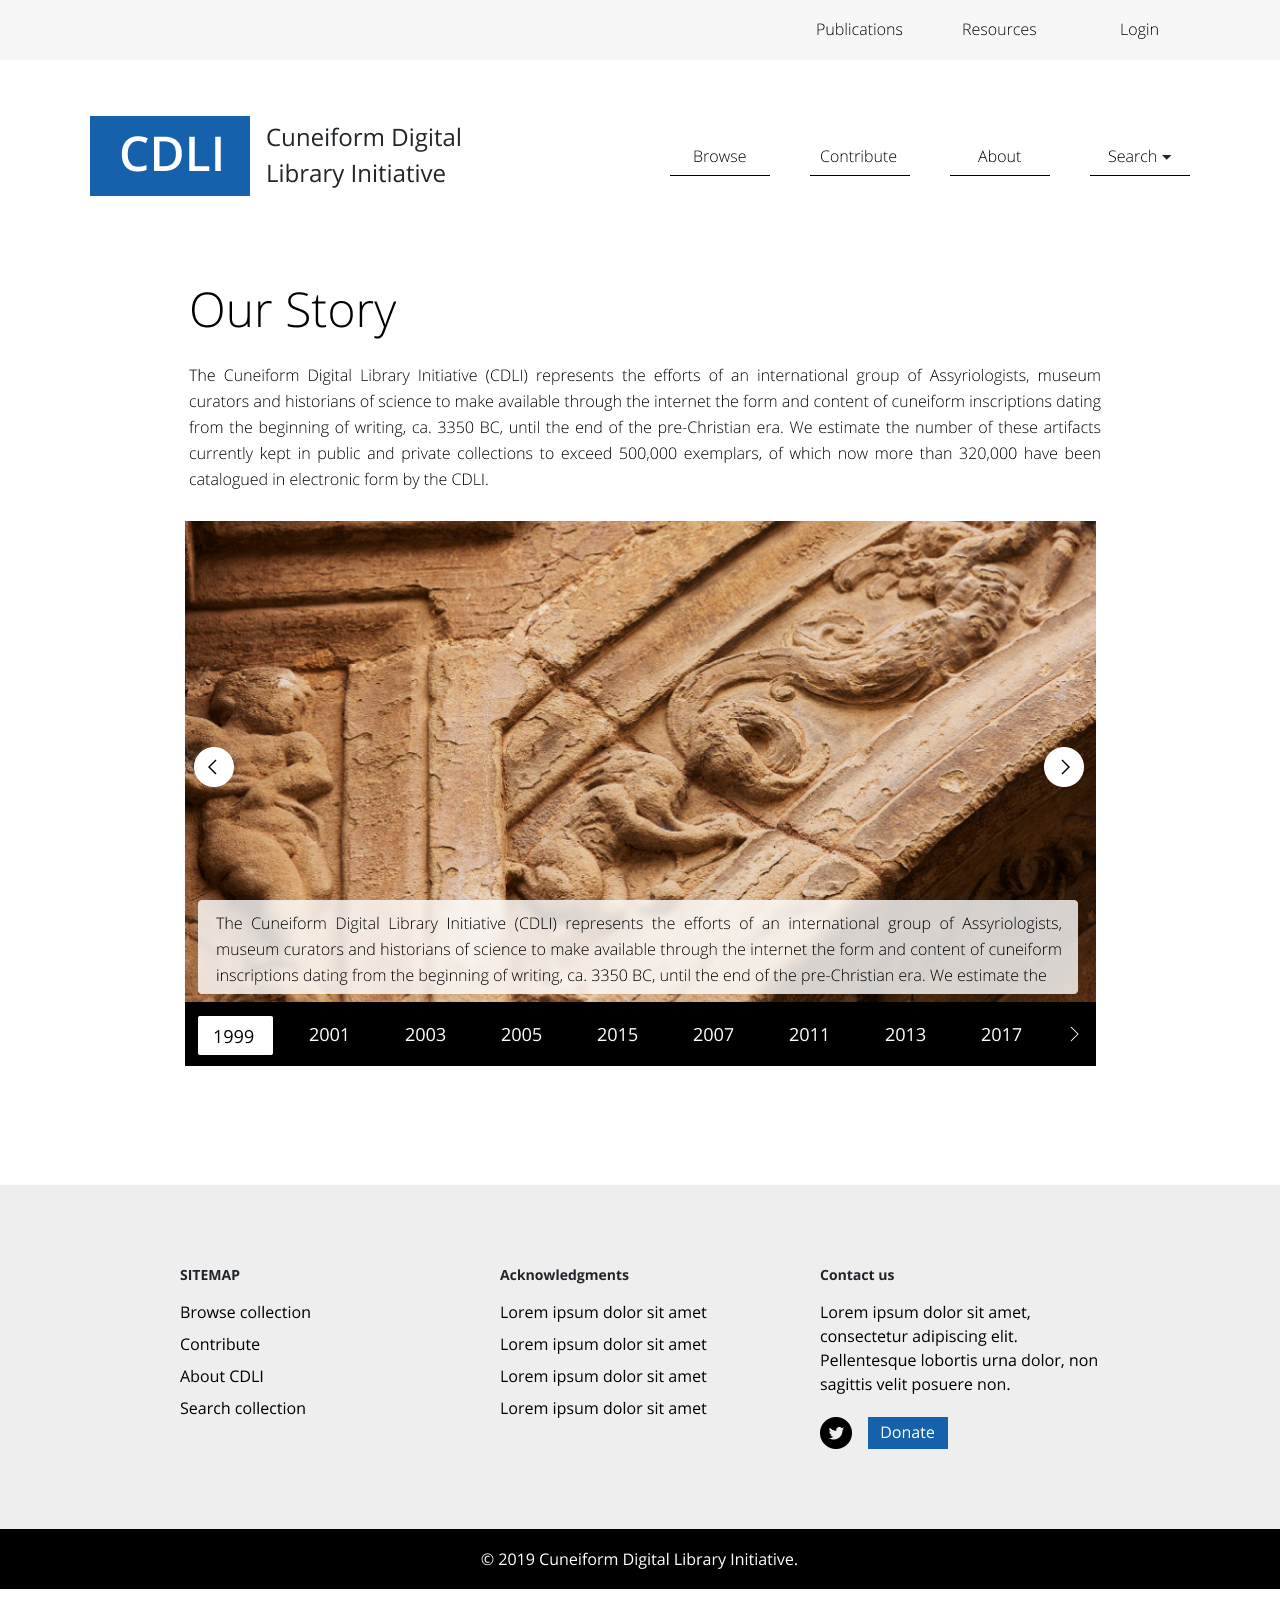 Publications Resources Login
CDLI
Cuneiform Digital
Library Initiative
Browse Contribute About Search
Our Story
The Cuneiform Digital Library Initiative (CDLI) represents the efforts of an international group of Assyriologists, museum
curators and historians of science to make available through the internet the form and content of cuneiform inscriptions dating
from the beginning of writing, ca. 3350 BC, until the end of the pre-Christian era. We estimate the number of these artifacts
currently kept in public and private collections to exceed 500,000 exemplars, of which now more than 320,000 have been
catalogued in electronic form by the CDLI.
The Cuneiform Digital Library Initiative (CDLI) represents the efforts of an international group of Assyriologists,
museum curators and historians of science to make available through the internet the form and content of cuneiform
inscriptions dating from the beginning of writing, ca. 3350 BC, until the end of the pre-Christian era. We estimate the
1999 2001 2003 2005 2015 2007 2011 2013 2017
SITEMAP
Browse collection
Contribute
About CDLI
Search collection
Acknowledgments
Lorem ipsum dolor sit amet
Lorem ipsum dolor sit amet
Lorem ipsum dolor sit amet
Lorem ipsum dolor sit amet
Contact us
Lorem ipsum dolor sit amet,
consectetur adipiscing elit.
Pellentesque lobortis urna dolor, non
sagittis velit posuere non.
Donate
© 2019 Cuneiform Digital Library Initiative.